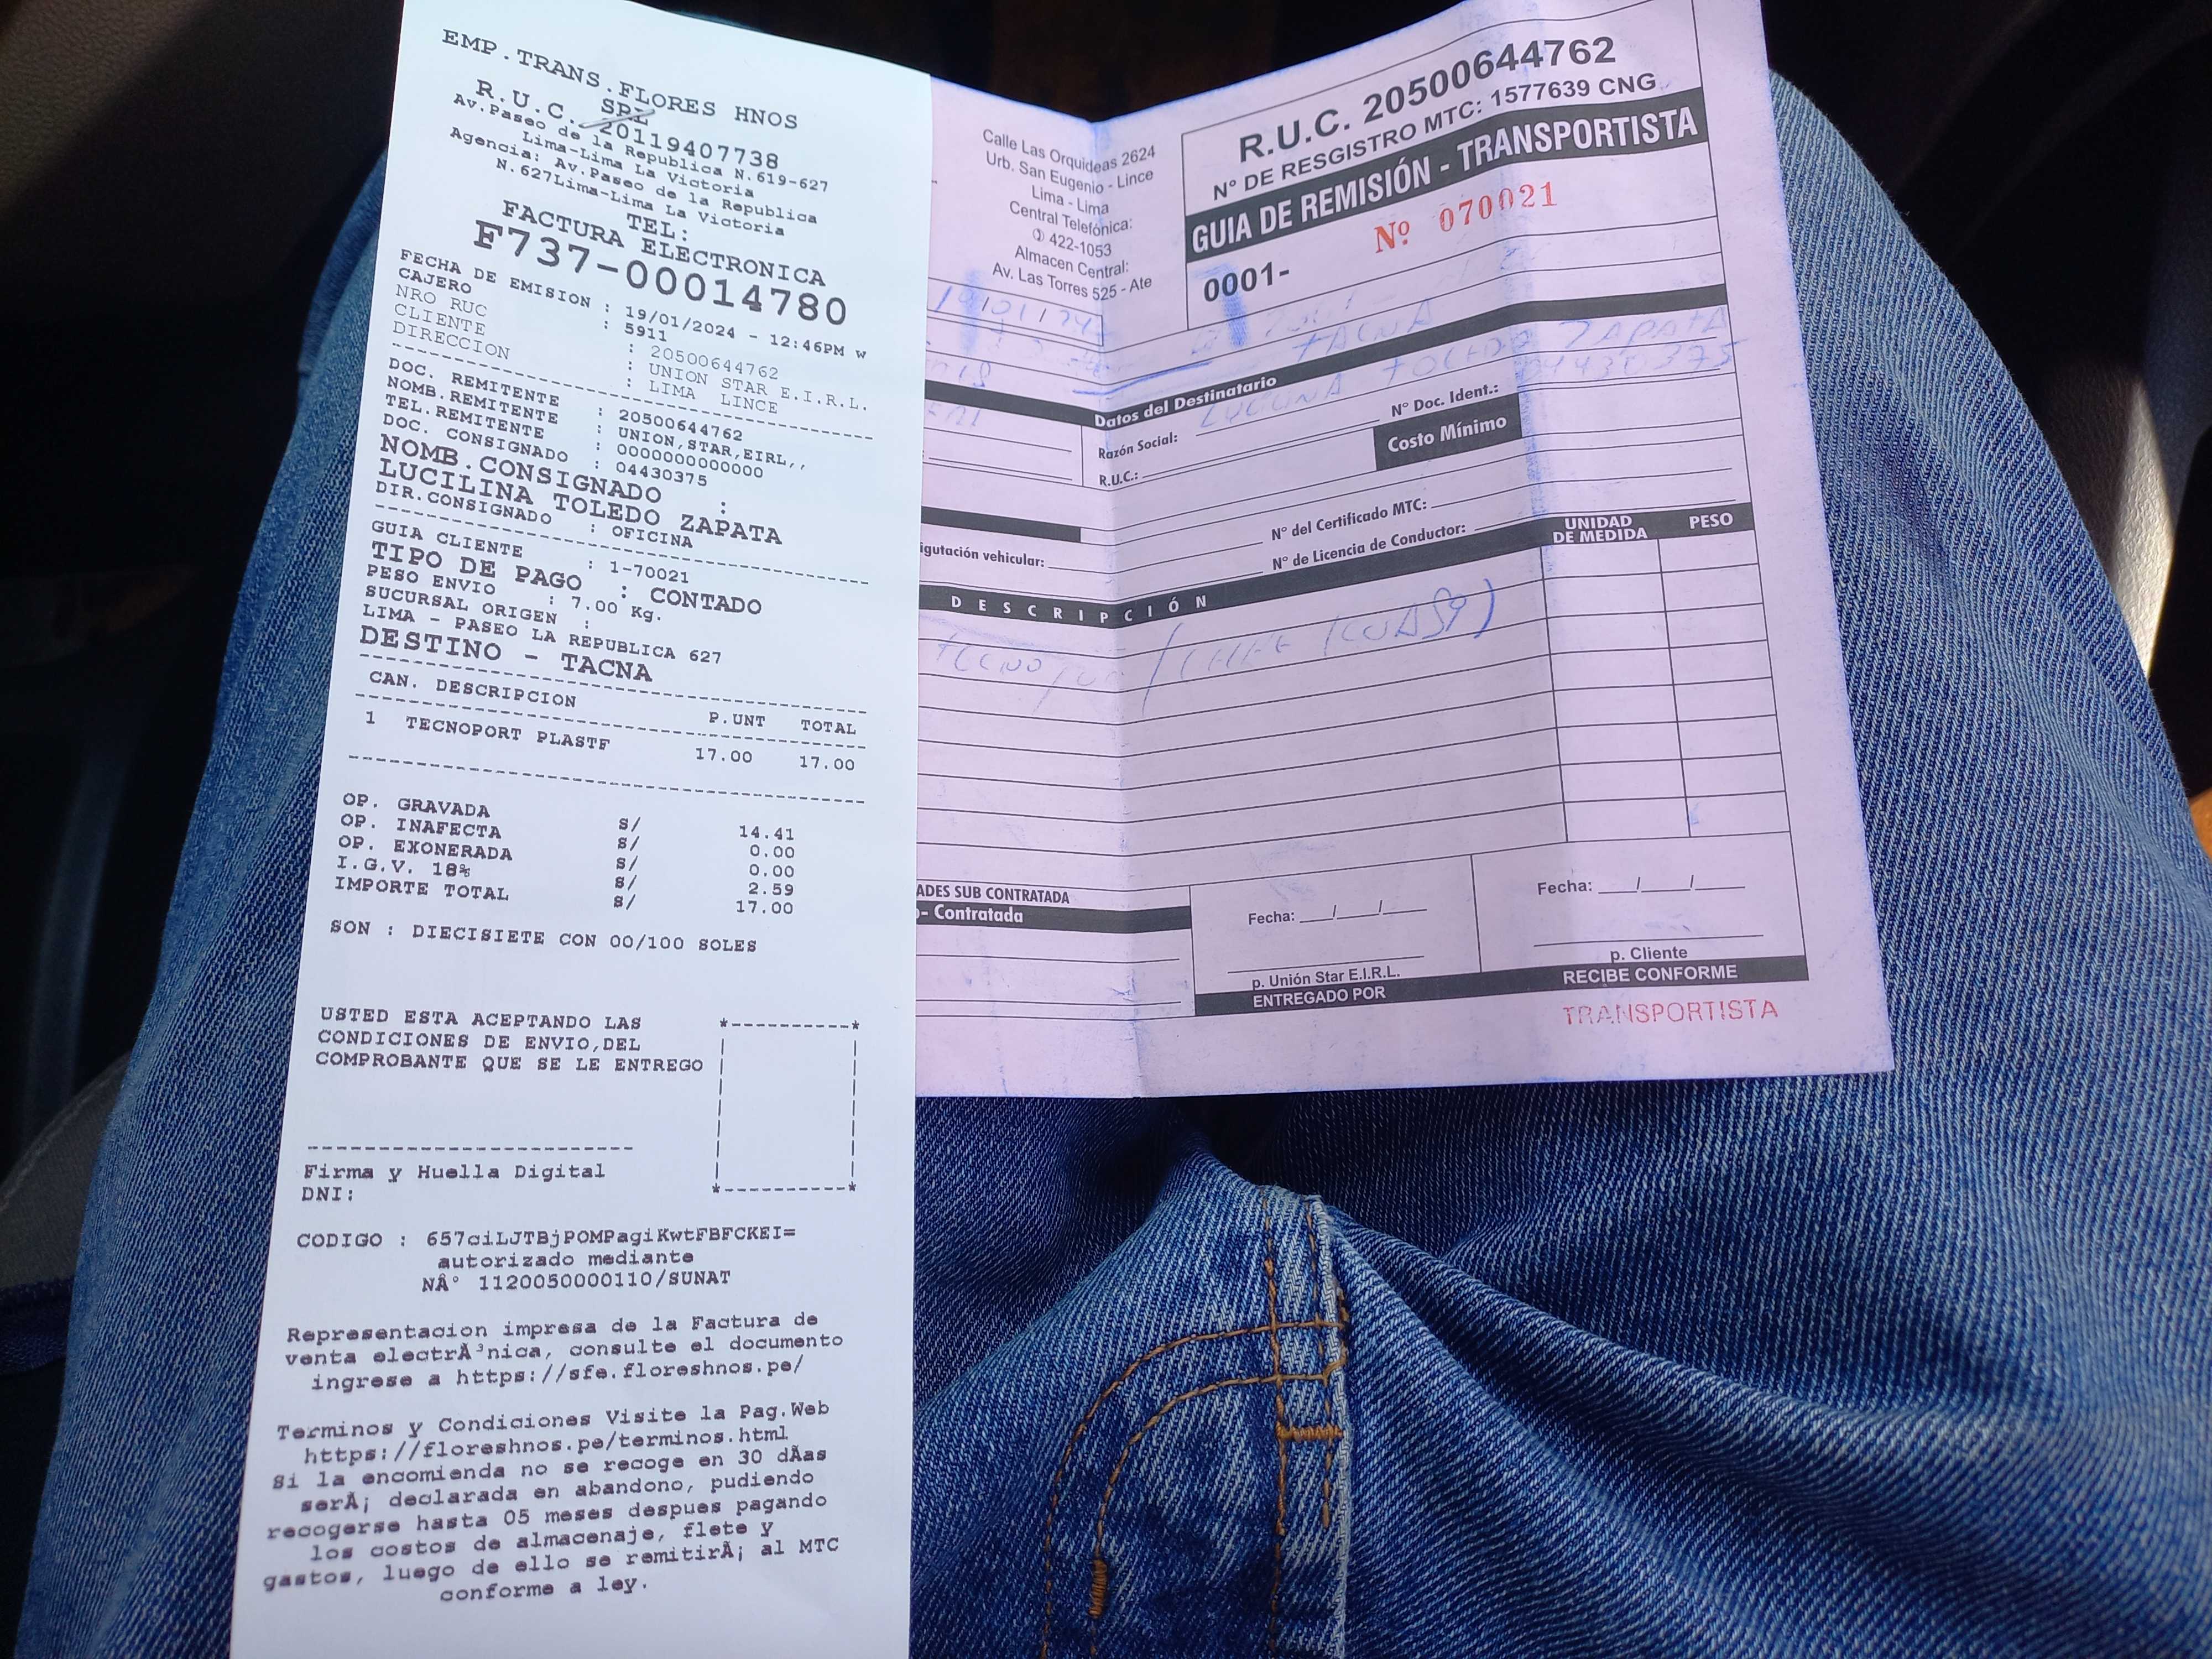 EMP.TRANS.FLORES HNOS
SRL
R.U.C. 20119407738
Av.Paseo de la Republica N.619-627
Lima-Lima La Victoria
Agencia: Av.Paseo de la Republica
N.627Lima-Lima La Victoria
TEL:
FACTURA ELECTRONICA
F737-00014780
FECHA DE EMISION : 19/01/2024 - 12:46PM w
CAJERO : 5911
NRO RUC : 20500644762
CLIENTE : UNION STAR E.I.R.L.
DIRECCION : LIMA LINCE
DOC. REMITENTE : 20500644762
NOMB.REMITENTE : UNION,STAR,EIRL,,
TEL.REMITENTE : 0000000000000
DOC. CONSIGNADO : 04430375
NOMB.CONSIGNADO :
LUCILINA TOLEDO ZAPATA
DIR.CONSIGNADO : OFICINA
GUIA CLIENTE : 1-70021
TIPO DE PAGO : CONTADO
PESO ENVIO : 7.00 Kg.
SUCURSAL ORIGEN :
LIMA - PASEO LA REPUBLICA 627
DESTINO - TACNA
CAN. DESCRIPCION P.UNT TOTAL
1 TECNOPORT PLASTF 17.00 17.00
OP. GRAVADA S/ 14.41
OP. INAFECTA S/ 0.00
OP. EXONERADA S/ 0.00
I.G.V. 18% S/ 2.59
IMPORTE TOTAL S/ 17.00
SON : DIECISIETE CON 00/100 SOLES
USTED ESTA ACEPTANDO LAS
CONDICIONES DE ENVIO,DEL
COMPROBANTE QUE SE LE ENTREGO
Firma y Huella Digital
DNI:
CODIGO : 657ciLJTBjPOMPagiKwtFBFCKEI=
autorizado mediante
NÂ° 1120050000110/SUNAT
Representacion impresa de la Factura de
venta electrÃ³nica, consulte el documento
ingrese a https://sfe.floreshnos.pe/
Terminos y Condiciones Visite la Pag.Web
https://floreshnos.pe/terminos.html
Si la encomienda no se recoge en 30 dÃas
serÃ¡ declarada en abandono, pudiendo
recogerse hasta 05 meses despues pagando
los costos de almacenaje, flete y
gastos, luego de ello se remitirÃ¡ al MTC
conforme a ley.
Calle Las Orquideas 2624
Urb. San Eugenio - Lince
Lima - Lima
Central Telefónica:
422-1053
Almacen Central:
Av. Las Torres 525 - Ate
R.U.C. 20500644762
N° DE RESGISTRO MTC: 1577639 CNG
GUIA DE REMISIÓN - TRANSPORTISTA
0001- Nº 070021
TACNA
Datos del Destinatario
Razón Social: TOLEDO ZAPATA
N° Doc. Ident.: 04430375
R.U.C.:
Costo Mínimo
N° del Certificado MTC:
igutación vehicular: N° de Licencia de Conductor:
DESCRIPCIÓN UNIDAD DE MEDIDA PESO
ADES SUB CONTRATADA
- Contratada
Fecha: ___/___/___
p. Unión Star E.I.R.L.
ENTREGADO POR
Fecha: ___/___/___
p. Cliente
RECIBE CONFORME
TRANSPORTISTA